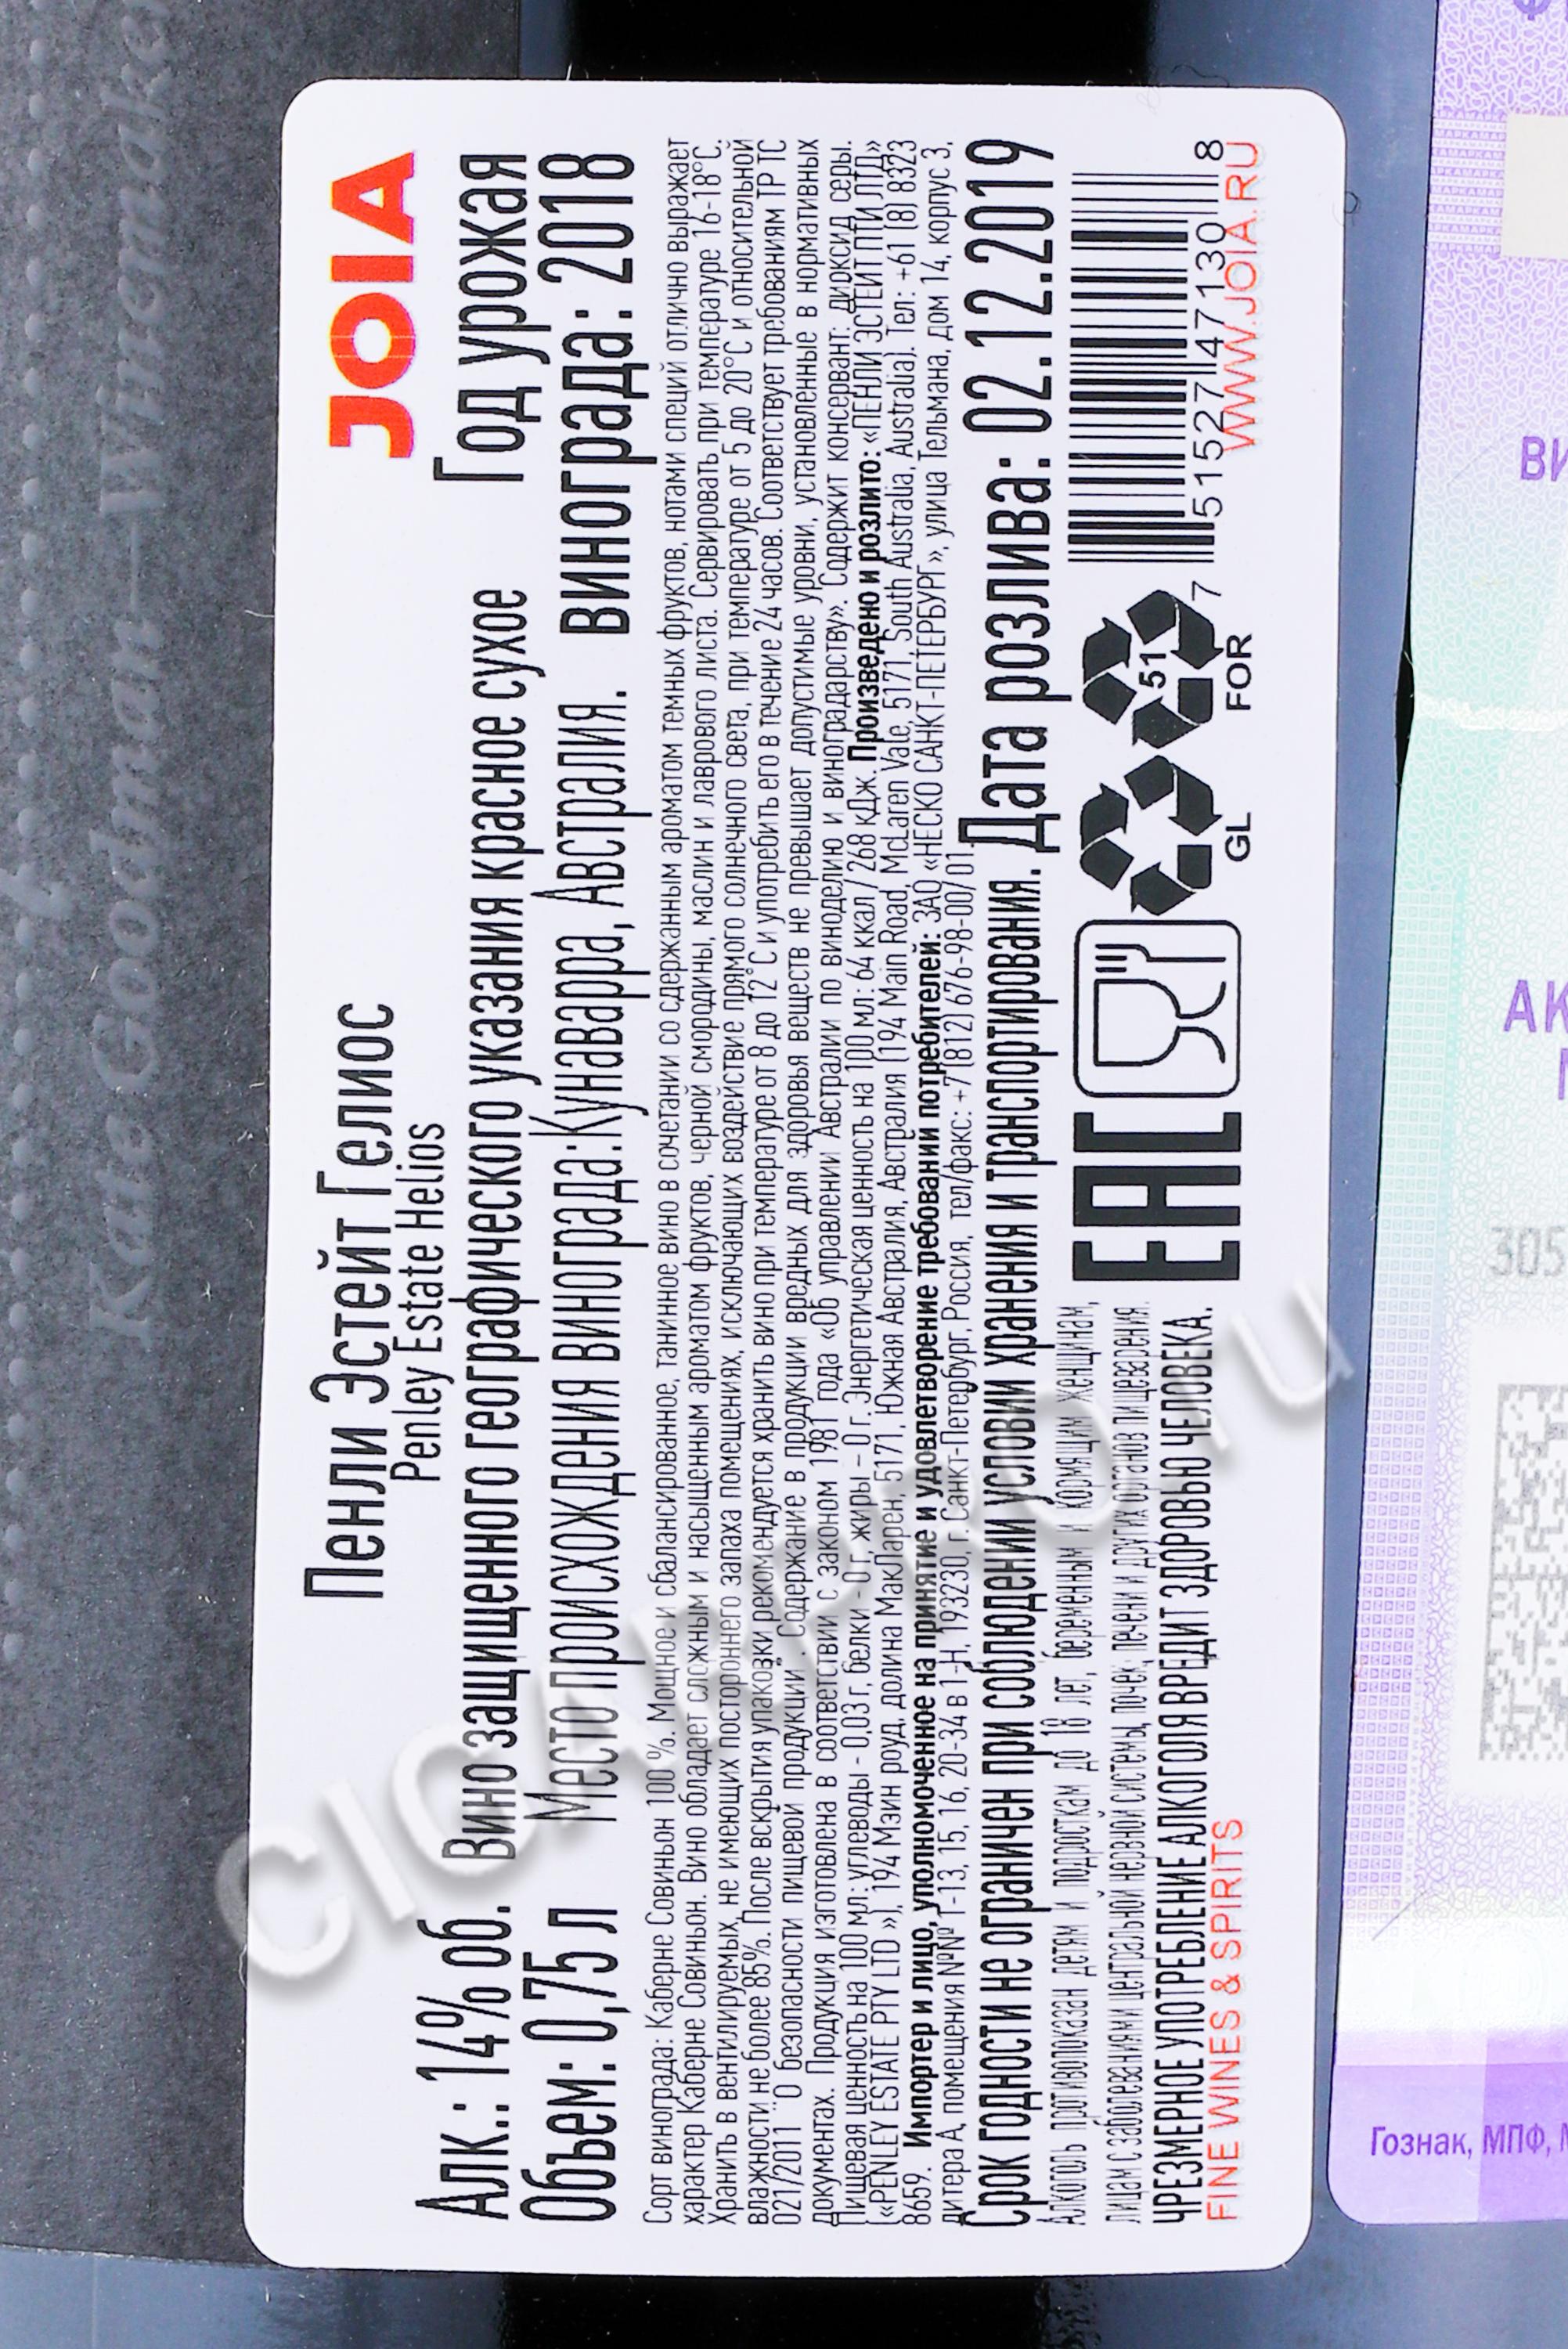 Kate Goodman—Winemaker
JOIA
Пенли Эстейт Гелиос
Penley Estate Helios
Алк.: 14% об. Вино защищенного географического указания красное сухое Год урожая
Объем: 0,75 л Место происхождения винограда: Кунаварра, Австралия. винограда: 2018
Сорт винограда: Каберне Совиньон 100 %. Мощное и сбалансированное, танинное вино в сочетании со сдержанным ароматом темных фруктов, нотами специй отлично выражает
характер Каберне Совиньон. Вино обладает сложным и насыщенным ароматом фруктов, черной смородины, маслин и лаврового листа. Сервировать при температуре 16-18°С.
Хранить в вентилируемых, не имеющих постороннего запаха помещениях, исключающих воздействие прямого солнечного света, при температуре от 5 до 20°С и относительной
влажности не более 85%. После вскрытия упаковки рекомендуется хранить вино при температуре от 8 до 12°С и употребить его в течение 24 часов. Соответствует требованиям ТР ТС
021/2011 "О безопасности пищевой продукции". Содержание в продукции вредных для здоровья веществ не превышает допустимые уровни, установленные в нормативных
документах. Продукция изготовлена в соответствии с законом 1981 года «Об управлении Австралии по виноделию и виноградарству». Содержит консервант: диоксид серы.
Пищевая ценность на 100 мл: углеводы - 0,03 г, белки - 0 г, жиры – 0 г. Энергетическая ценность на 100 мл: 64 ккал / 268 кДж. Произведено и розлито: «ПЕНЛИ ЭСТЕЙТ ПТИ ЛТД»
(«PENLEY ESTATE PTY LTD »), 194 Мэин роуд, долина МакЛарен, 5171, Южная Австралия, Австралия (194 Main Road, McLaren Vale, 5171, South Australia, Australia). Тел: +61 (8) 8323
8659. Импортер и лицо, уполномоченное на принятие и удовлетворение требований потребителей: ЗАО «НЕСКО САНКТ-ПЕТЕРБУРГ», улица Тельмана, дом 14, корпус 3,
литера А, помещения №№ 1-13, 15, 16, 20-34 в 1-Н, 193230, г.Санкт-Петербург, Россия, тел/факс: +7(812) 676-98-00/01.
Срок годности не ограничен при соблюдении условий хранения и транспортирования. Дата розлива: 02.12.2019
Алкоголь противопоказан детям и подросткам до 18 лет, беременным и кормящим женщинам,
лицам с заболеваниями центральной нервной системы, почек, печени и других органов пищеварения.
ЧРЕЗМЕРНОЕ УПОТРЕБЛЕНИЕ АЛКОГОЛЯ ВРЕДИТ ЗДОРОВЬЮ ЧЕЛОВЕКА.
EAC
GL
51
FOR
7 51527 47130 8
FINE WINES & SPIRITS
WWW.JOIA.RU
CIGARPRO.ru
ВИ
АК
305
Гознак, МПФ,